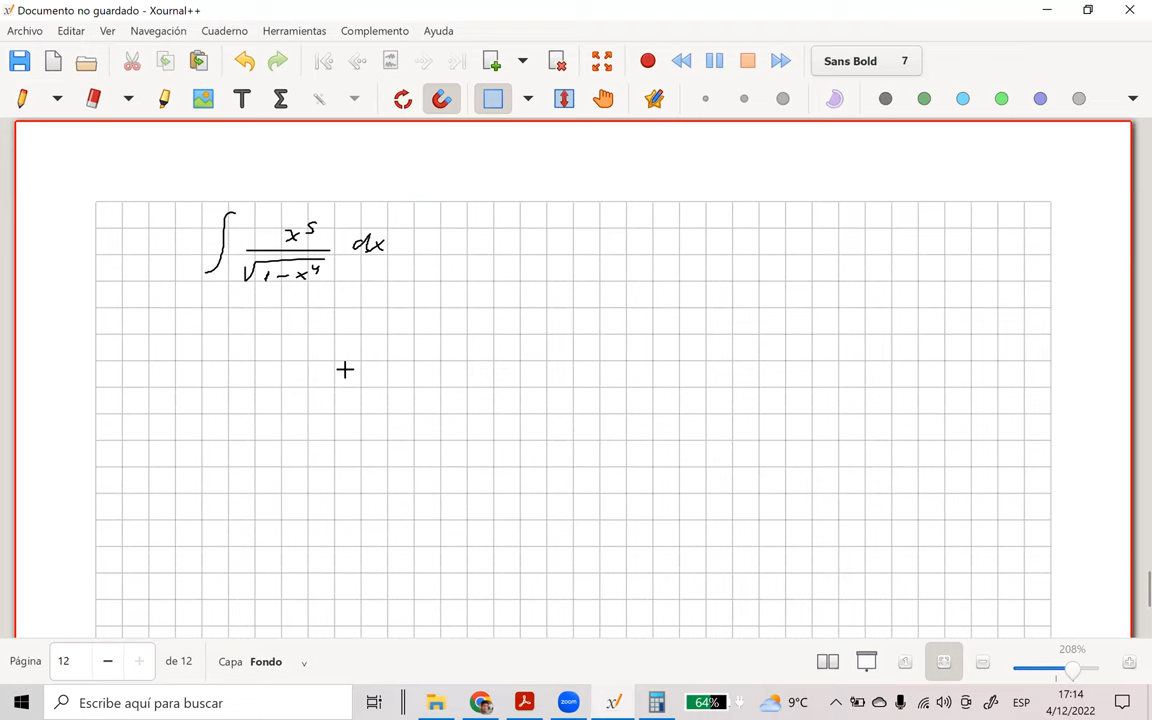 Documento no guardado - Xournal++
Archivo Editar Ver Navegación Cuaderno Herramientas Complemento Ayuda
Sans Bold 7
∫ x⁵ / √(1 - x⁴) dx
208%
Página 12 de 12 Capa Fondo
Escribe aquí para buscar
zoom
64%
9°C
ESP
17:14
4/12/2022